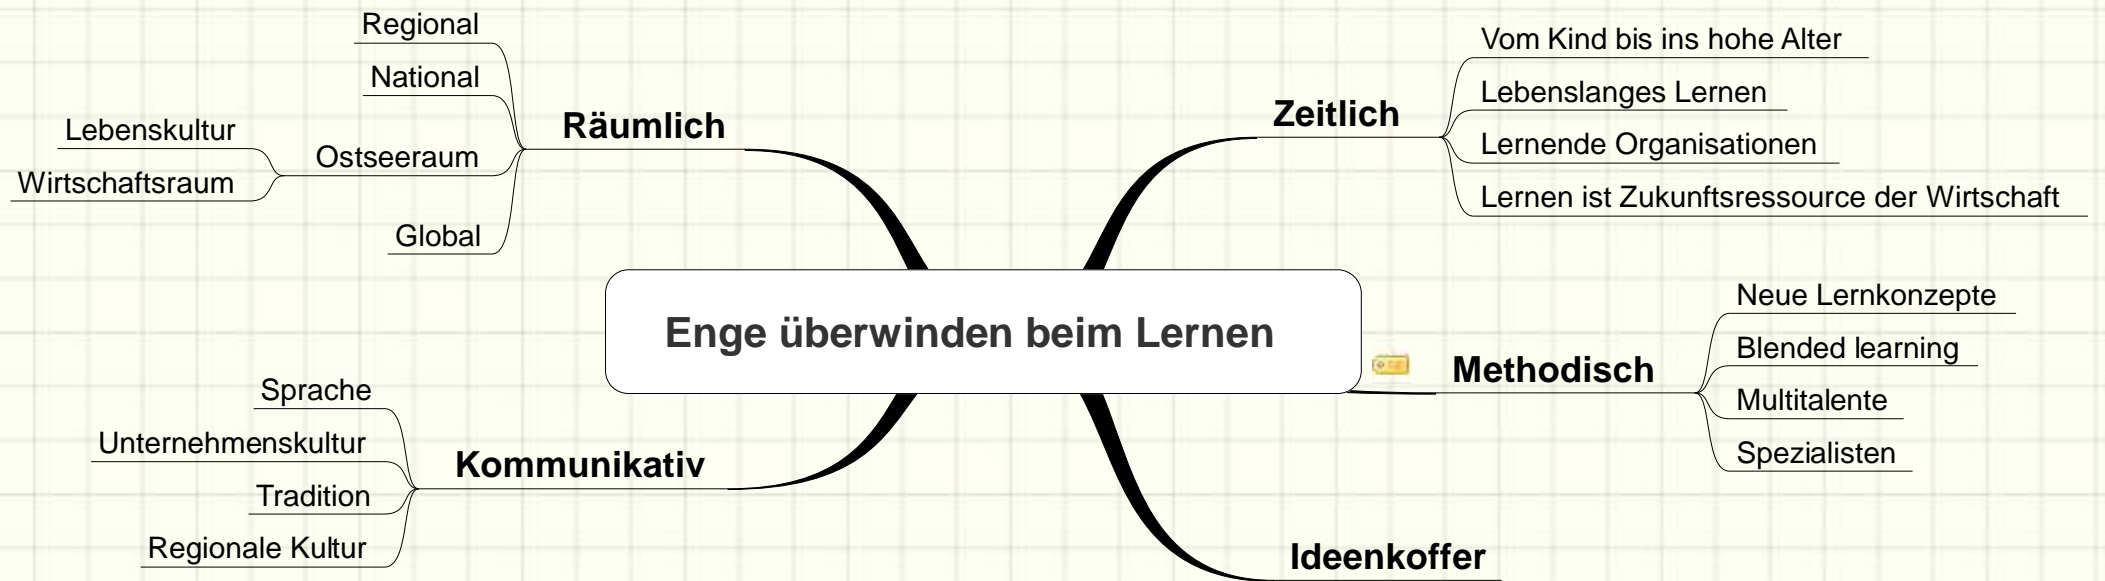 Enge überwinden beim Lernen
Zeitlich
Vom Kind bis ins hohe Alter
Lebenslanges Lernen
Lernende Organisationen
Lernen ist Zukunftsressource der Wirtschaft
Methodisch
Neue Lernkonzepte
Blended learning
Multitalente
Spezialisten
Ideenkoffer
Kommunikativ
Sprache
Unternehmenskultur
Tradition
Regionale Kultur
Räumlich
Regional
National
Ostseeraum
Lebenskultur
Wirtschaftsraum
Global